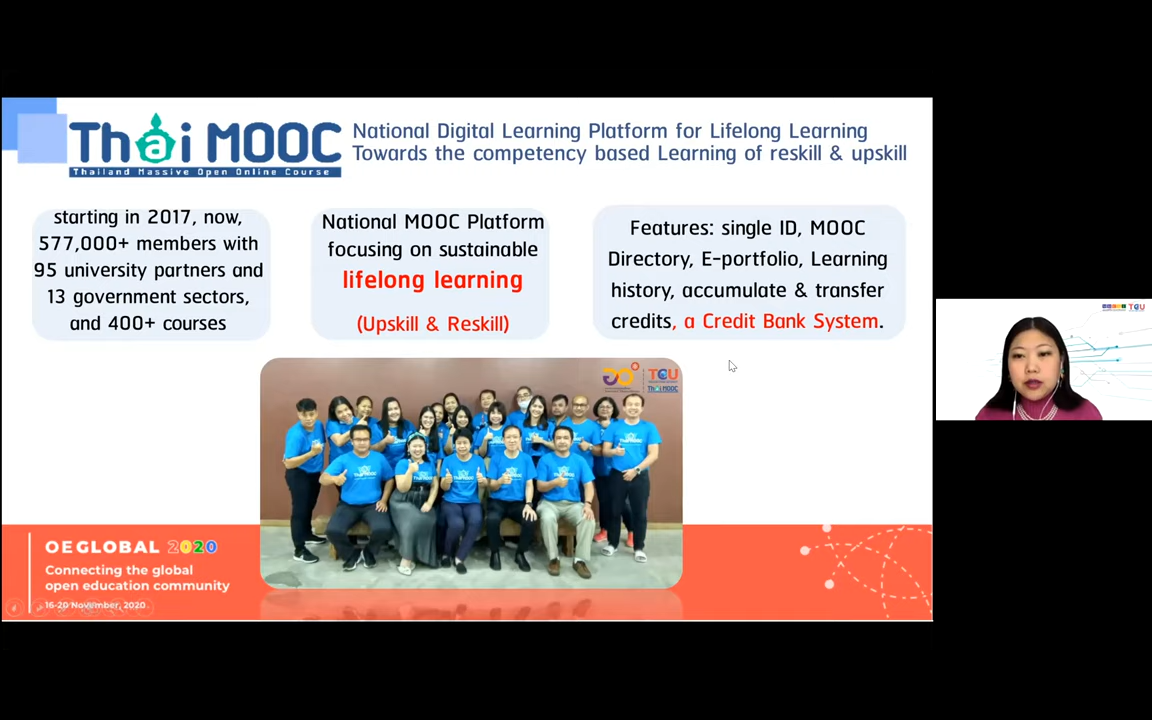 Thai MOOC
Thailand Massive Open Online Course
National Digital Learning Platform for Lifelong Learning
Towards the competency based Learning of reskill & upskill
starting in 2017, now,
577,000+ members with
95 university partners and
13 government sectors,
and 400+ courses
National MOOC Platform
focusing on sustainable
lifelong learning
(Upskill & Reskill)
Features: single ID, MOOC
Directory, E-portfolio, Learning
history, accumulate & transfer
credits, a Credit Bank System.
TCU
Thai MOOC
OEGLOBAL 2020
Connecting the global
open education community
16-20 November, 2020
TCU